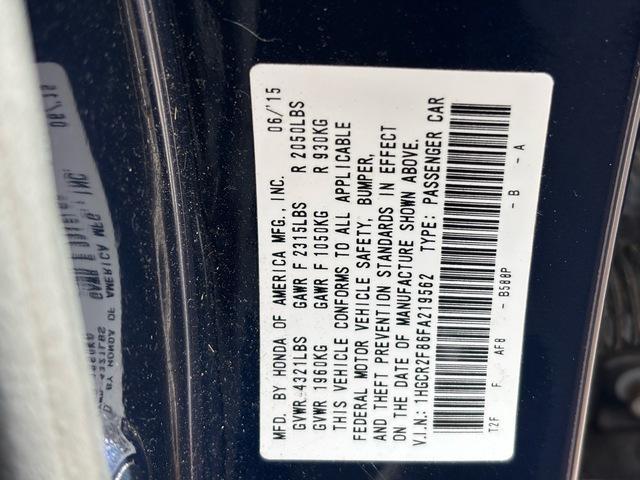 MFD. BY HONDA OF AMERICA MFG., INC. 06/'15
GVWR 4321LBS GAWR F 2315LBS R 2050LBS
GVWR 1960KG GAWR F 1050KG R 930KG
THIS VEHICLE CONFORMS TO ALL APPLICABLE
FEDERAL MOTOR VEHICLE SAFETY, BUMPER,
AND THEFT PREVENTION STANDARDS IN EFFECT
ON THE DATE OF MANUFACTURE SHOWN ABOVE.
V.I.N.: 1HGCR2F86FA219562 TYPE: PASSENGER CAR
T2F F AF8 - B588P - B - A